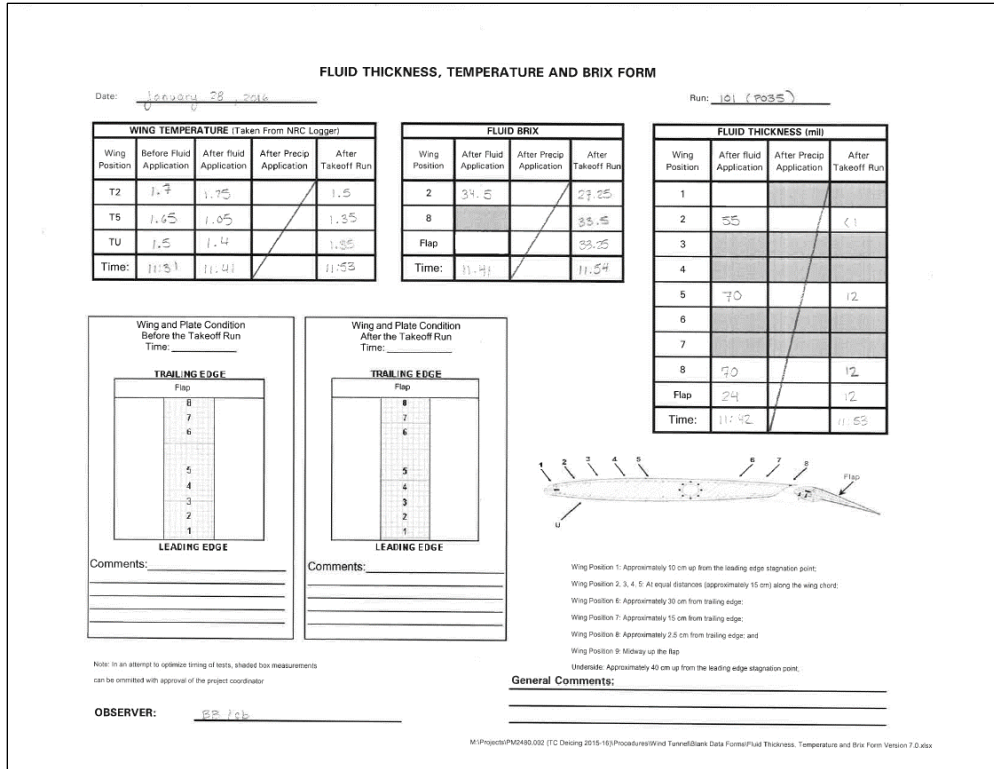 FLUID THICKNESS, TEMPERATURE AND BRIX FORM
Date: January 28, 2016
Run: 101 (P035)
WING TEMPERATURE (Taken From NRC Logger)
Wing Position Before Fluid Application After fluid Application After Precip Application After Takeoff Run
T2 1.7 1.25 1.5
T5 1.65 1.05 1.35
TU 1.5 1.4 1.35
Time: 11:31 11:41 11:53
FLUID BRIX
Wing Position After Fluid Application After Precip Application After Takeoff Run
2 34.5 27.25
8 33.5
Flap 33.25
Time: 11:41 11:54
FLUID THICKNESS (mil)
Wing Position After fluid Application After Precip Application After Takeoff Run
1
2 55 <1
3
4
5 70 12
6
7
8 70 12
Flap 24 12
Time: 11:42 11:53
Wing and Plate Condition
Before the Takeoff Run
Time:
TRAILING EDGE
Flap
8
7
6
5
4
3
2
1
LEADING EDGE
Comments:
Wing and Plate Condition
After the Takeoff Run
Time:
TRAILING EDGE
Flap
8
7
6
5
4
3
2
1
LEADING EDGE
Comments:
1 2 3 4 5 6 7 8 Flap
U
Wing Position 1: Approximately 10 cm up from the leading edge stagnation point;
Wing Position 2, 3, 4, 5: At equal distances (approximately 15 cm) along the wing chord;
Wing Position 6: Approximately 30 cm from trailing edge;
Wing Position 7: Approximately 15 cm from trailing edge;
Wing Position 8: Approximately 2.5 cm from trailing edge; and
Wing Position 9: Midway up the flap
Underside: Approximately 40 cm up from the leading edge stagnation point.
Note: In an attempt to optimize timing of tests, shaded box measurements
can be ommitted with approval of the project coordinator
General Comments:
OBSERVER: BB
M:\Projects\PM2480.002 (TC Deicing 2015-16)\Procedures\Wind Tunnel\Blank Data Forms\Fluid Thickness, Temperature and Brix Form Version 7.0.xlsx